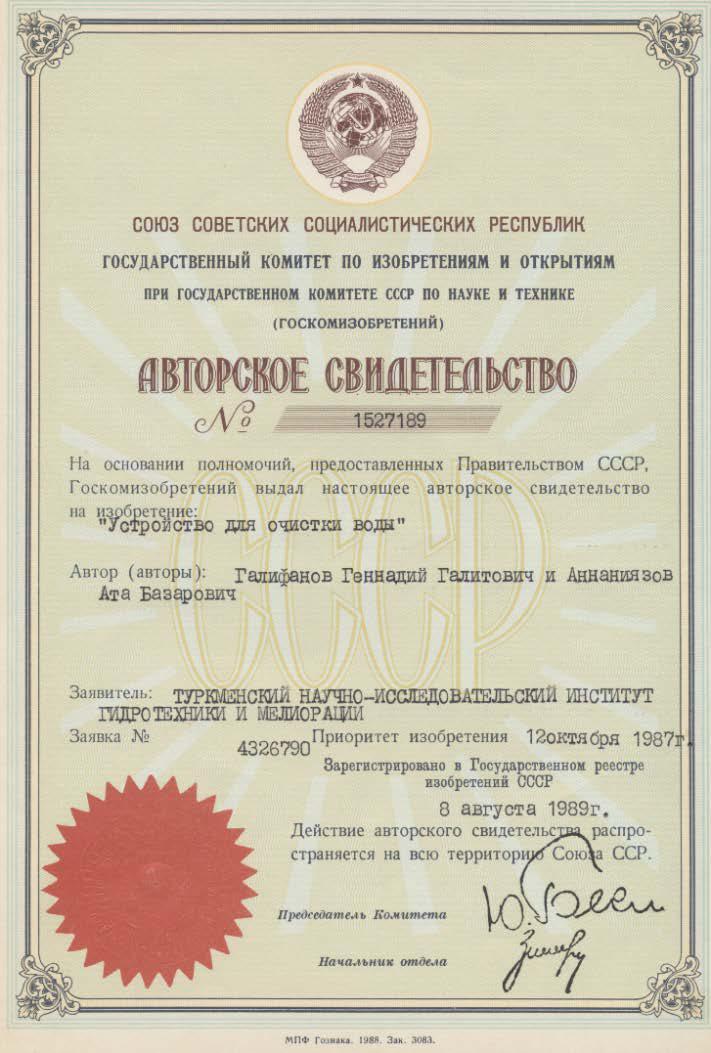 СОЮЗ СОВЕТСКИХ СОЦИАЛИСТИЧЕСКИХ РЕСПУБЛИК
ГОСУДАРСТВЕННЫЙ КОМИТЕТ ПО ИЗОБРЕТЕНИЯМ И ОТКРЫТИЯМ
ПРИ ГОСУДАРСТВЕННОМ КОМИТЕТЕ СССР ПО НАУКЕ И ТЕХНИКЕ
(ГОСКОМИЗОБРЕТЕНИЙ)
АВТОРСКОЕ СВИДЕТЕЛЬСТВО
№ 1527189
На основании полномочий, предоставленных Правительством СССР,
Госкомизобретений выдал настоящее авторское свидетельство
на изобретение:
"Устройство для очистки воды"
Автор (авторы): Галифанов Геннадий Галитович и Аннаниязов
Ата Базарович
СССР
Заявитель: ТУРКМЕНСКИЙ НАУЧНО-ИССЛЕДОВАТЕЛЬСКИЙ ИНСТИТУТ
ГИДРОТЕХНИКИ И МЕЛИОРАЦИИ
Заявка № 4326790 Приоритет изобретения 12октября 1987г.
Зарегистрировано в Государственном реестре
изобретений СССР
8 августа 1989г.
Действие авторского свидетельства распро-
страняется на всю территорию Союза ССР.
Председатель Комитета
Начальник отдела
МПФ Гознака. 1988. Зак. 3083.